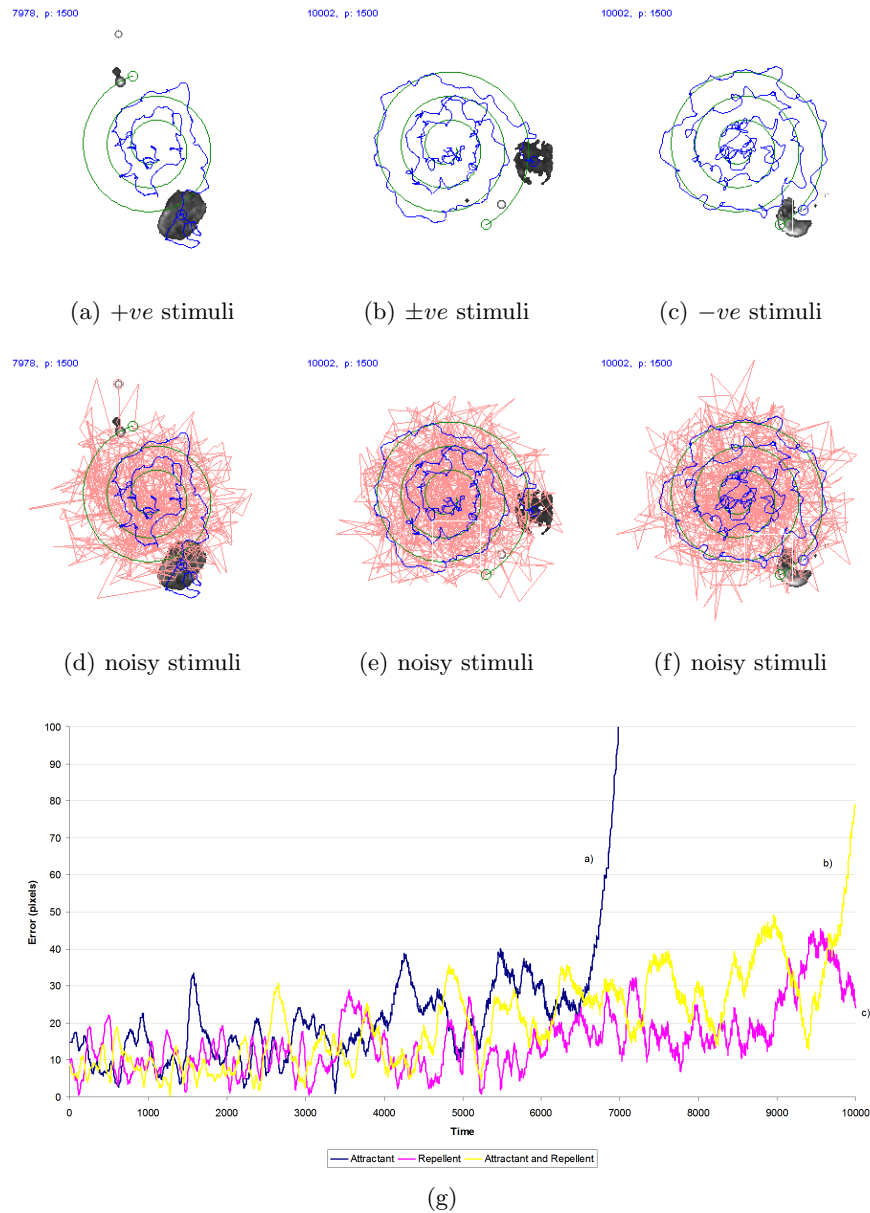 7978, p: 1500
10002, p: 1500
10002, p: 1500
(a) +ve stimuli
(b) ±ve stimuli
(c) −ve stimuli
7978, p: 1500
10002, p: 1500
10002, p: 1500
(d) noisy stimuli
(e) noisy stimuli
(f) noisy stimuli
100
90
80
70
60
50
40
30
20
10
0
Error (pixels)
a)
b)
c)
0 1000 2000 3000 4000 5000 6000 7000 8000 9000 10000
Time
Attractant Repellent Attractant and Repellent
(g)